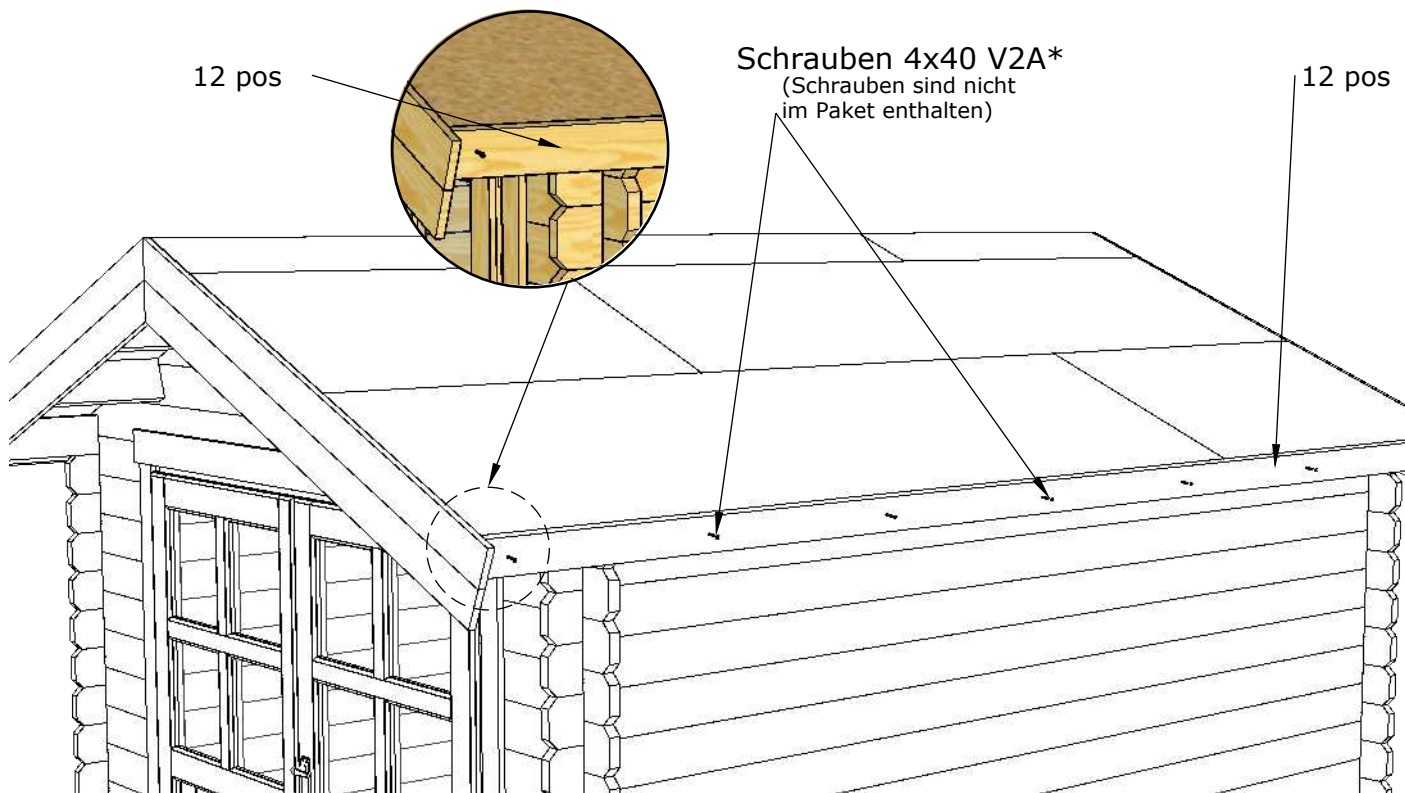 12 pos
Schrauben 4x40 V2A*
(Schrauben sind nicht
im Paket enthalten)
12 pos